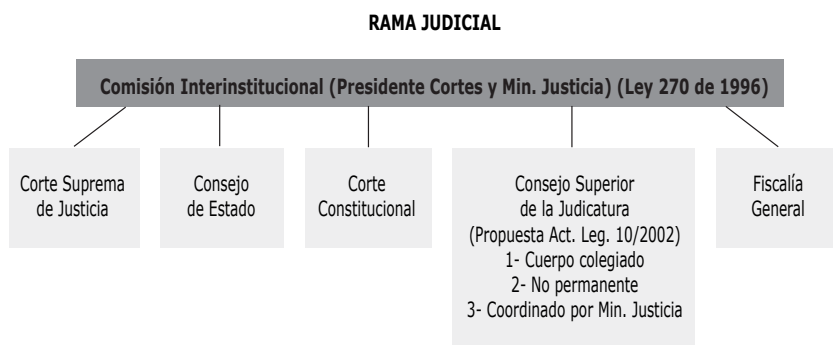 RAMA JUDICIAL
Comisión Interinstitucional (Presidente Cortes y Min. Justicia) (Ley 270 de 1996)
Corte Suprema
de Justicia
Consejo
de Estado
Corte
Constitucional
Consejo Superior
de la Judicatura
(Propuesta Act. Leg. 10/2002)
1- Cuerpo colegiado
2- No permanente
3- Coordinado por Min. Justicia
Fiscalía
General